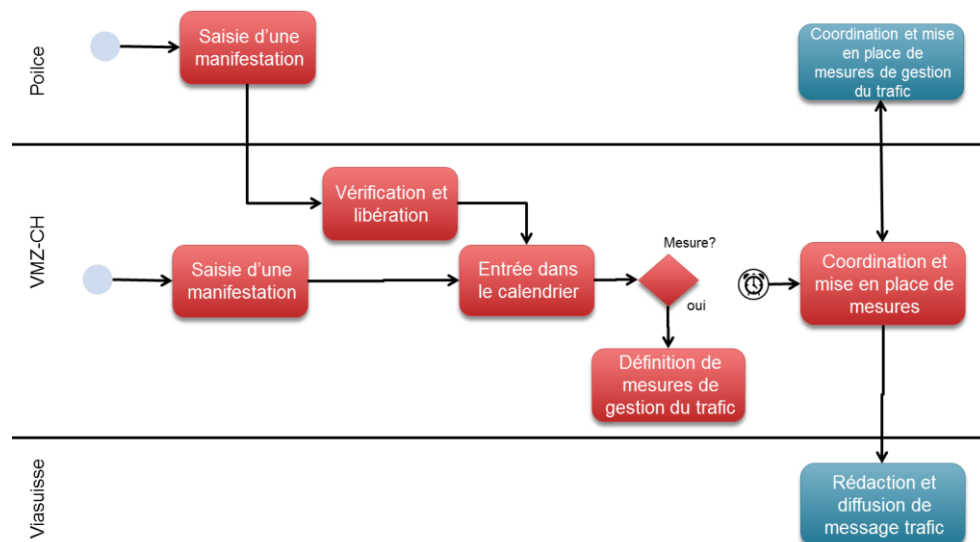 Poilce
Saisie d'une
manifestation
Coordination et mise
en place de
mesures de gestion
du trafic
VMZ-CH
Vérification et
libération
Saisie d'une
manifestation
Entrée dans
le calendrier
Mesure?
oui
Coordination et
mise en place de
mesures
Définition de
mesures de
gestion du trafic
Viasuisse
Rédaction et
diffusion de
message trafic